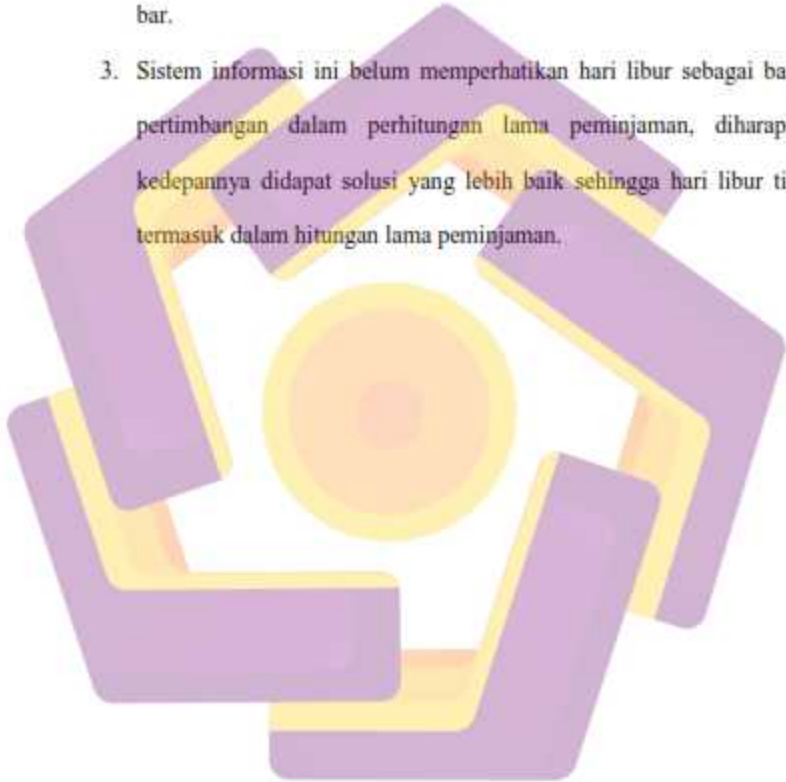 bar.
3. Sistem informasi ini belum memperhatikan hari libur sebagai ba
pertimbangan dalam perhitungan lama peminjaman, diharap
kedepannya didapat solusi yang lebih baik sehingga hari libur ti
termasuk dalam hitungan lama peminjaman.